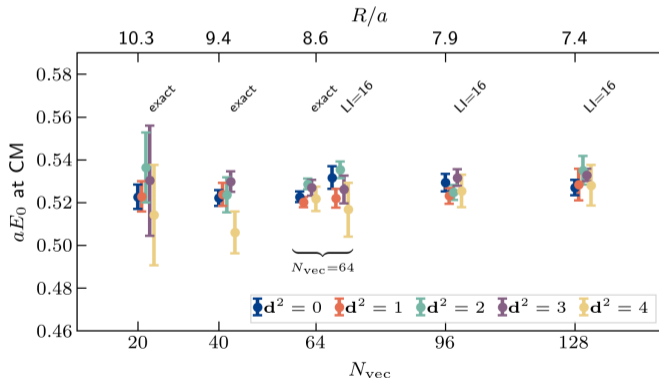 R/a
10.3 9.4 8.6 7.9 7.4
0.58
0.56
0.54
0.52
0.50
0.48
0.46
aE₀ at CM
exact exact exact LI=16 LI=16 LI=16
N_vec=64
d² = 0 d² = 1 d² = 2 d² = 3 d² = 4
20 40 64 96 128
N_vec